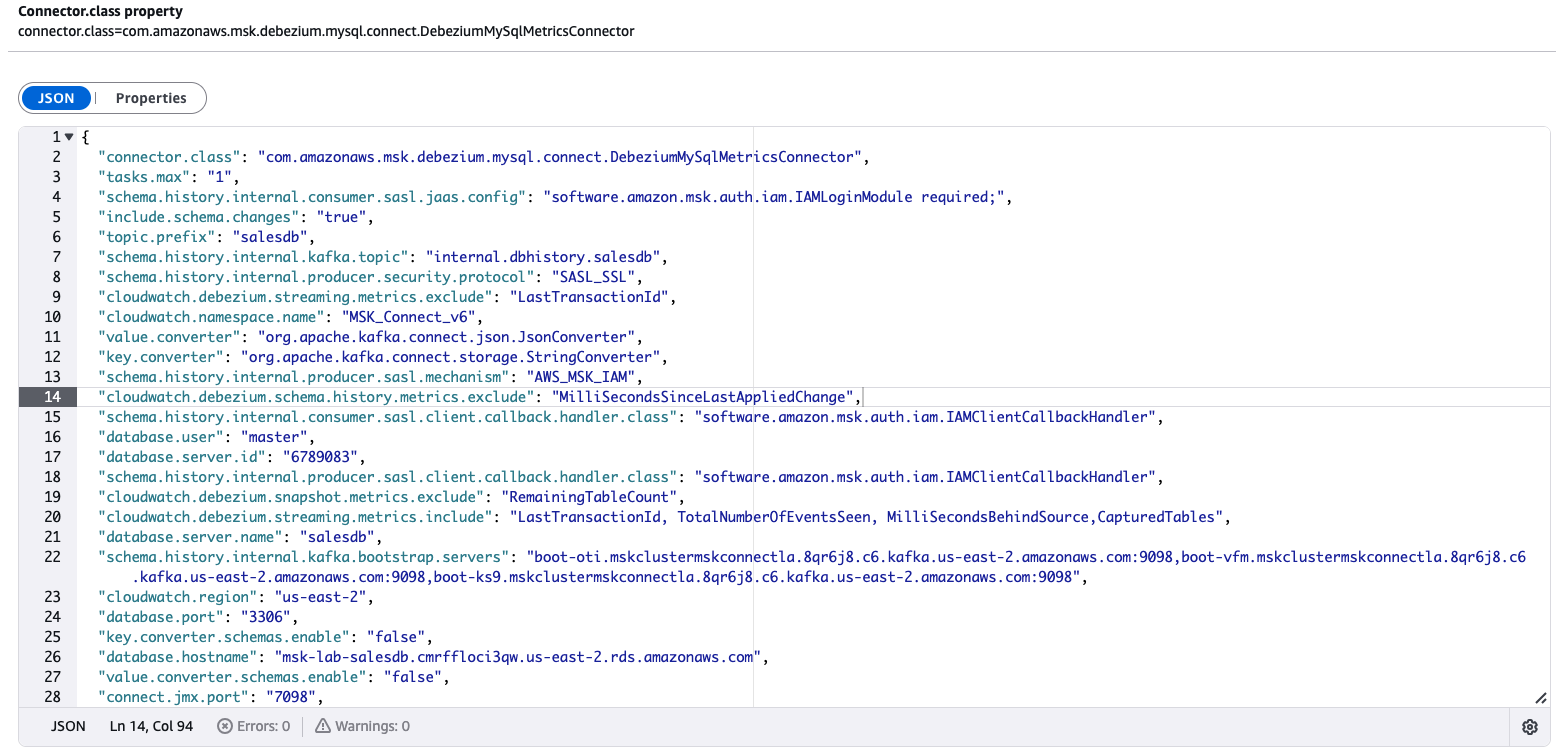 Connector.class property
connector.class=com.amazonaws.msk.debezium.mysql.connect.DebeziumMySqlMetricsConnector
JSON | Properties
1 {
2 "connector.class": "com.amazonaws.msk.debezium.mysql.connect.DebeziumMySqlMetricsConnector",
3 "tasks.max": "1",
4 "schema.history.internal.consumer.sasl.jaas.config": "software.amazon.msk.auth.iam.IAMLoginModule required;",
5 "include.schema.changes": "true",
6 "topic.prefix": "salesdb",
7 "schema.history.internal.kafka.topic": "internal.dbhistory.salesdb",
8 "schema.history.internal.producer.security.protocol": "SASL_SSL",
9 "cloudwatch.debezium.streaming.metrics.exclude": "LastTransactionId",
10 "cloudwatch.namespace.name": "MSK_Connect_v6",
11 "value.converter": "org.apache.kafka.connect.json.JsonConverter",
12 "key.converter": "org.apache.kafka.connect.storage.StringConverter",
13 "schema.history.internal.producer.sasl.mechanism": "AWS_MSK_IAM",
14 "cloudwatch.debezium.schema.history.metrics.exclude": "MilliSecondsSinceLastAppliedChange",
15 "schema.history.internal.consumer.sasl.client.callback.handler.class": "software.amazon.msk.auth.iam.IAMClientCallbackHandler",
16 "database.user": "master",
17 "database.server.id": "6789083",
18 "schema.history.internal.producer.sasl.client.callback.handler.class": "software.amazon.msk.auth.iam.IAMClientCallbackHandler",
19 "cloudwatch.debezium.snapshot.metrics.exclude": "RemainingTableCount",
20 "cloudwatch.debezium.streaming.metrics.include": "LastTransactionId, TotalNumberOfEventsSeen, MilliSecondsBehindSource,CapturedTables",
21 "database.server.name": "salesdb",
22 "schema.history.internal.kafka.bootstrap.servers": "boot-oti.mskclustermskconnectla.8qr6j8.c6.kafka.us-east-2.amazonaws.com:9098,boot-vfm.mskclustermskconnectla.8qr6j8.c6
.kafka.us-east-2.amazonaws.com:9098,boot-ks9.mskclustermskconnectla.8qr6j8.c6.kafka.us-east-2.amazonaws.com:9098",
23 "cloudwatch.region": "us-east-2",
24 "database.port": "3306",
25 "key.converter.schemas.enable": "false",
26 "database.hostname": "msk-lab-salesdb.cmrffloci3qw.us-east-2.rds.amazonaws.com",
27 "value.converter.schemas.enable": "false",
28 "connect.jmx.port": "7098",
JSON Ln 14, Col 94 Errors: 0 Warnings: 0